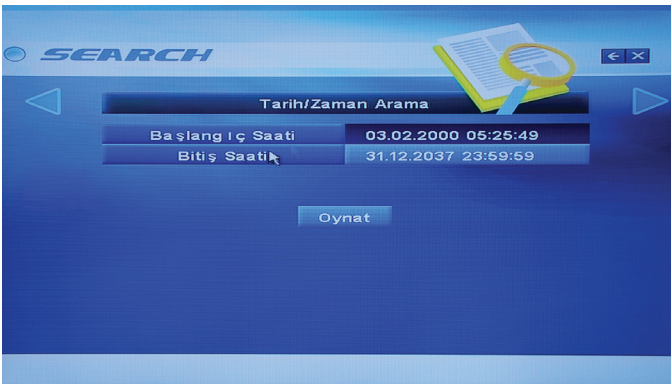 SEARCH
Tarih/Zaman Arama
Başlangıç Saati 03.02.2000 05:25:49
Bitiş Saati 31.12.2037 23:59:59
Oynat